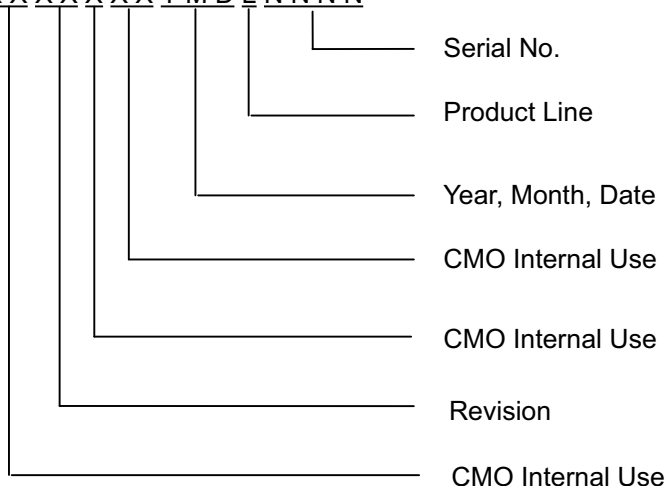 X X X X X X Y M D L N N N N
Serial No.
Product Line
Year, Month, Date
CMO Internal Use
CMO Internal Use
Revision
CMO Internal Use